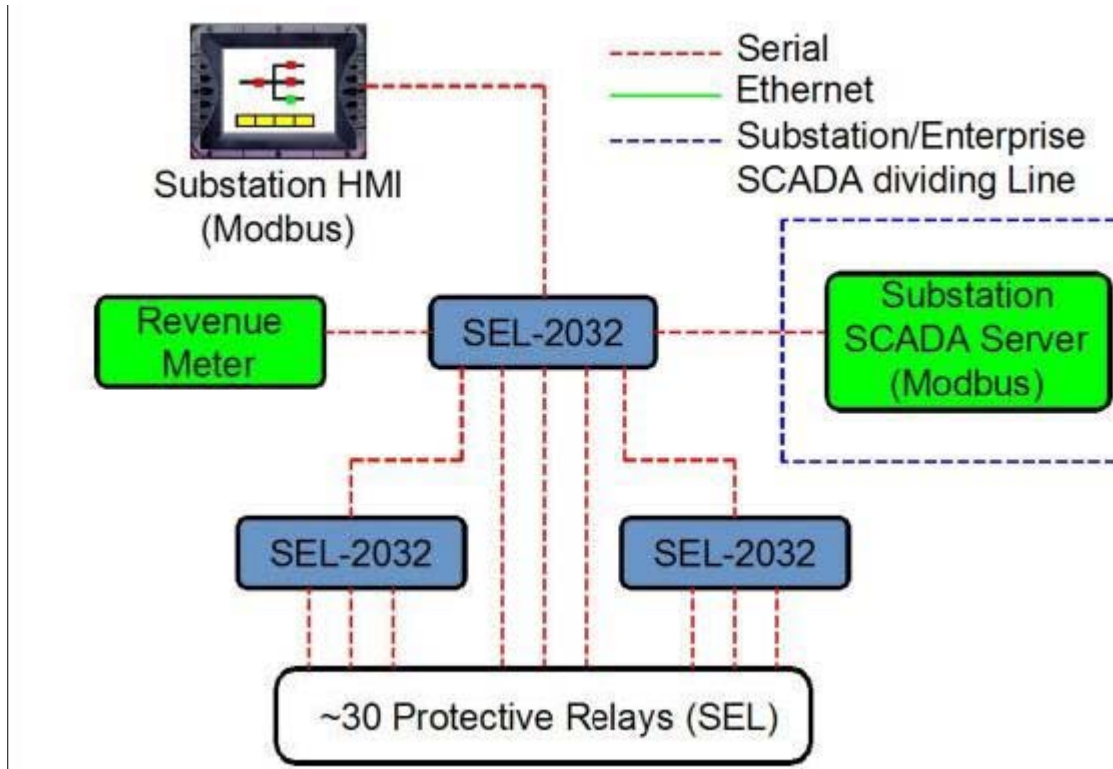 Serial
Ethernet
Substation/Enterprise
SCADA dividing Line
Substation HMI
(Modbus)
Revenue
Meter
SEL-2032
Substation
SCADA Server
(Modbus)
SEL-2032
SEL-2032
~30 Protective Relays (SEL)